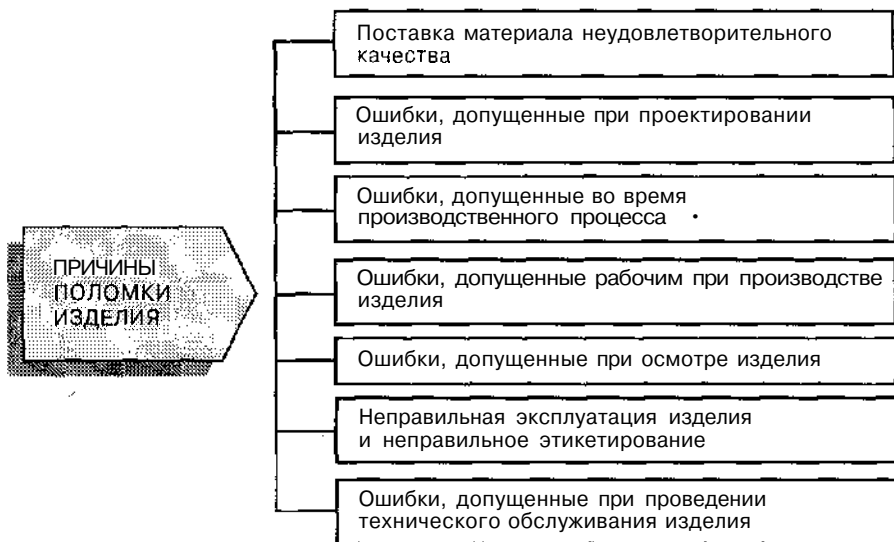 Поставка материала неудовлетворительного
качества
Ошибки, допущенные при проектировании
изделия
Ошибки, допущенные во время
производственного процесса
ПРИЧИНЫ
ПОЛОМКИ
ИЗДЕЛИЯ
Ошибки, допущенные рабочим при производстве
изделия
Ошибки, допущенные при осмотре изделия
Неправильная эксплуатация изделия
и неправильное этикетирование
Ошибки, допущенные при проведении
технического обслуживания изделия